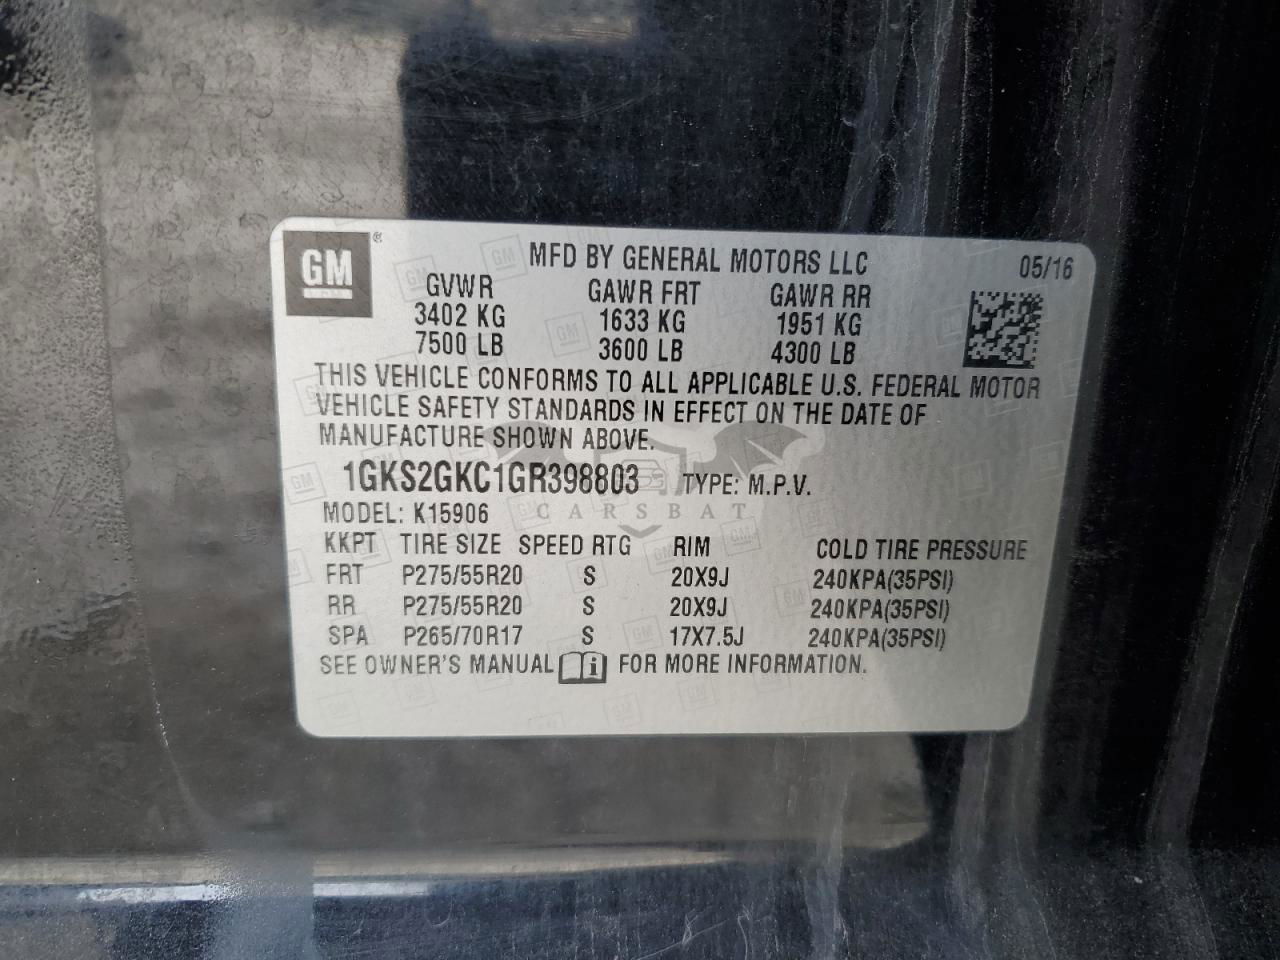 GM ®
MFD BY GENERAL MOTORS LLC 05/16
GVWR GAWR FRT GAWR RR
3402 KG 1633 KG 1951 KG
7500 LB 3600 LB 4300 LB
THIS VEHICLE CONFORMS TO ALL APPLICABLE U.S. FEDERAL MOTOR
VEHICLE SAFETY STANDARDS IN EFFECT ON THE DATE OF
MANUFACTURE SHOWN ABOVE.
1GKS2GKC1GR398803 TYPE: M.P.V.
CARSBAT
MODEL: K15906
KKPT TIRE SIZE SPEED RTG RIM COLD TIRE PRESSURE
FRT P275/55R20 S 20X9J 240KPA(35PSI)
RR P275/55R20 S 20X9J 240KPA(35PSI)
SPA P265/70R17 S 17X7.5J 240KPA(35PSI)
SEE OWNER'S MANUAL i FOR MORE INFORMATION.